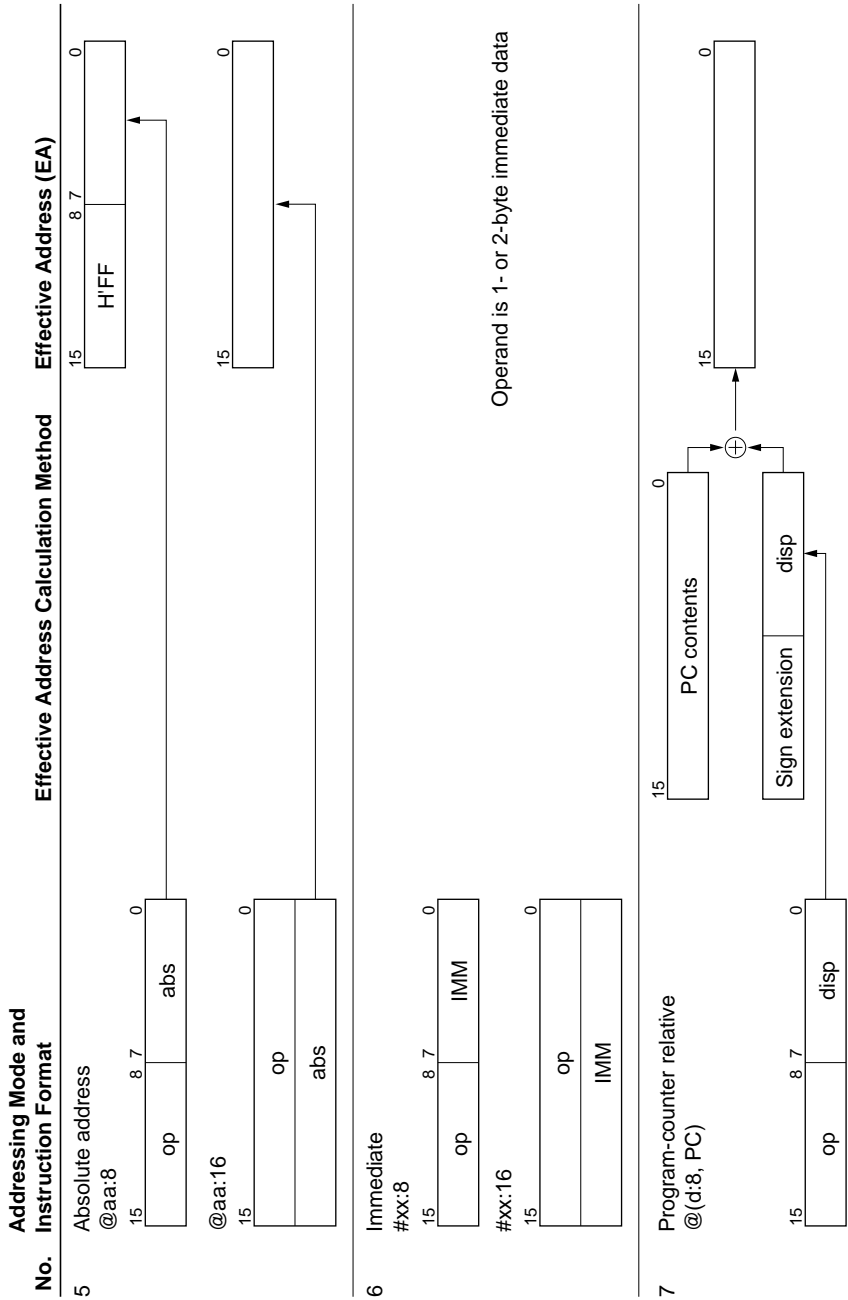 Addressing Mode and
No. Instruction Format Effective Address Calculation Method Effective Address (EA)
5 Absolute address
@aa:8
15 8 7 0
op abs
15 8 7 0
H'FF
@aa:16
15 0
op
abs
15 0
6 Immediate
#xx:8
15 8 7 0
op IMM
#xx:16
15 0
op
IMM
Operand is 1- or 2-byte immediate data
7 Program-counter relative
@(d:8, PC)
15 8 7 0
op disp
15 0
PC contents
Sign extension disp
+
15 0